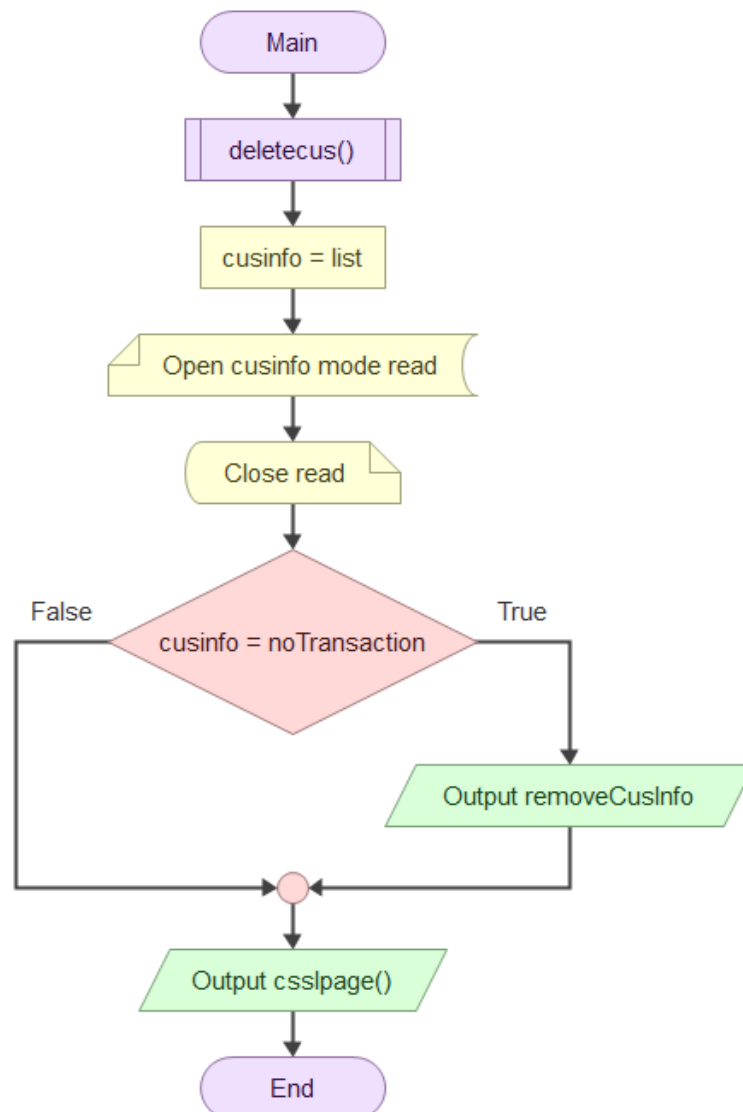 Main
deletecus()
cusinfo = list
Open cusinfo mode read
Close read
False
True
cusinfo = noTransaction
Output removeCusInfo
Output csslpage()
End